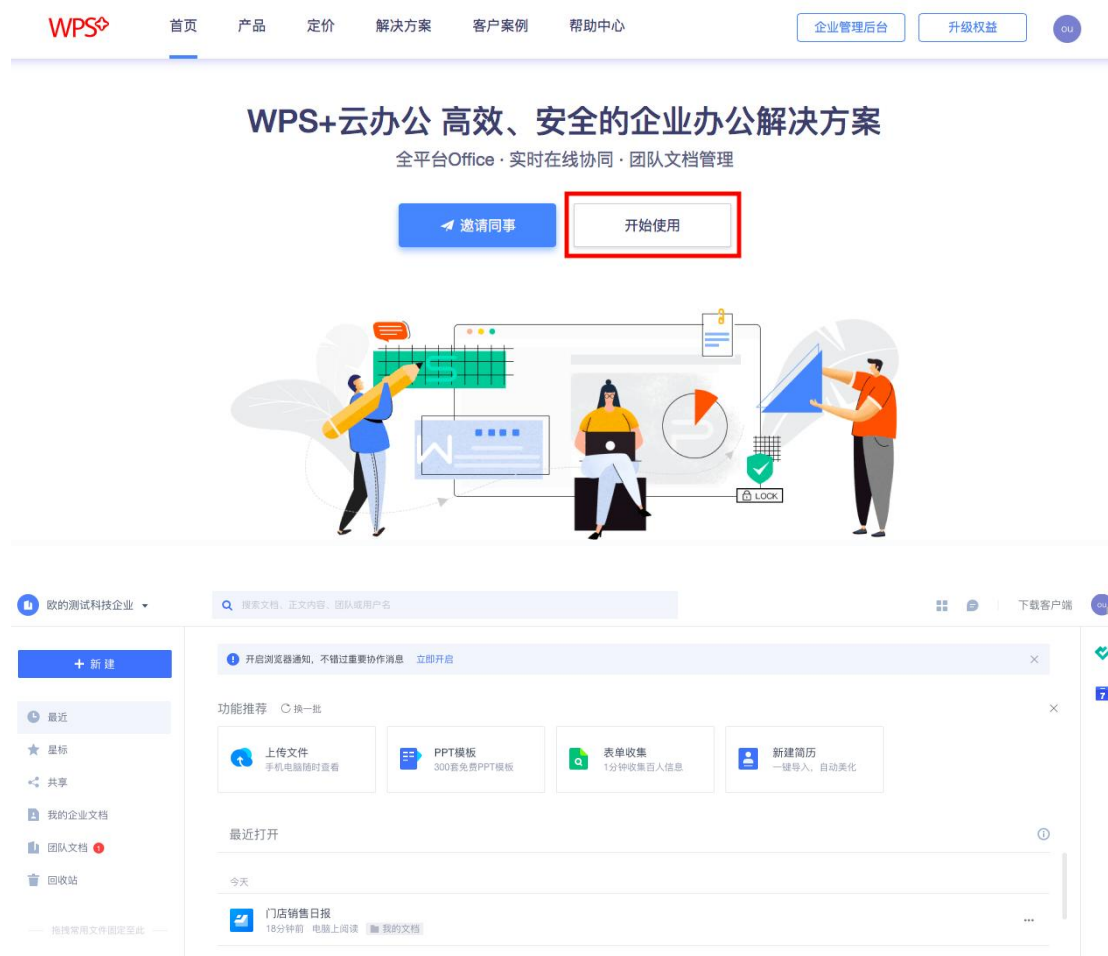 WPS
首页 产品 定价 解决方案 客户案例 帮助中心 企业管理后台 升级权益 ou
WPS+云办公 高效、安全的企业办公解决方案
全平台Office · 实时在线协同 · 团队文档管理
邀请同事 开始使用
S
W
P
LOCK
欧的测试科技企业 搜索文档、正文内容、团队或用户名 下载客户端 ou
+ 新建 开启浏览器通知，不错过重要协作消息 立即开启
7
最近 功能推荐 换一批
星标 上传文件 PPT模板 表单收集 新建简历
手机电脑随时查看 300套免费PPT模板 1分钟收集百人信息 一键导入，自动美化
共享
我的企业文档
团队文档 1 最近打开
回收站 今天
门店销售日报
拖拽常用文件固定至此 18分钟前 电脑上阅读 我的文档